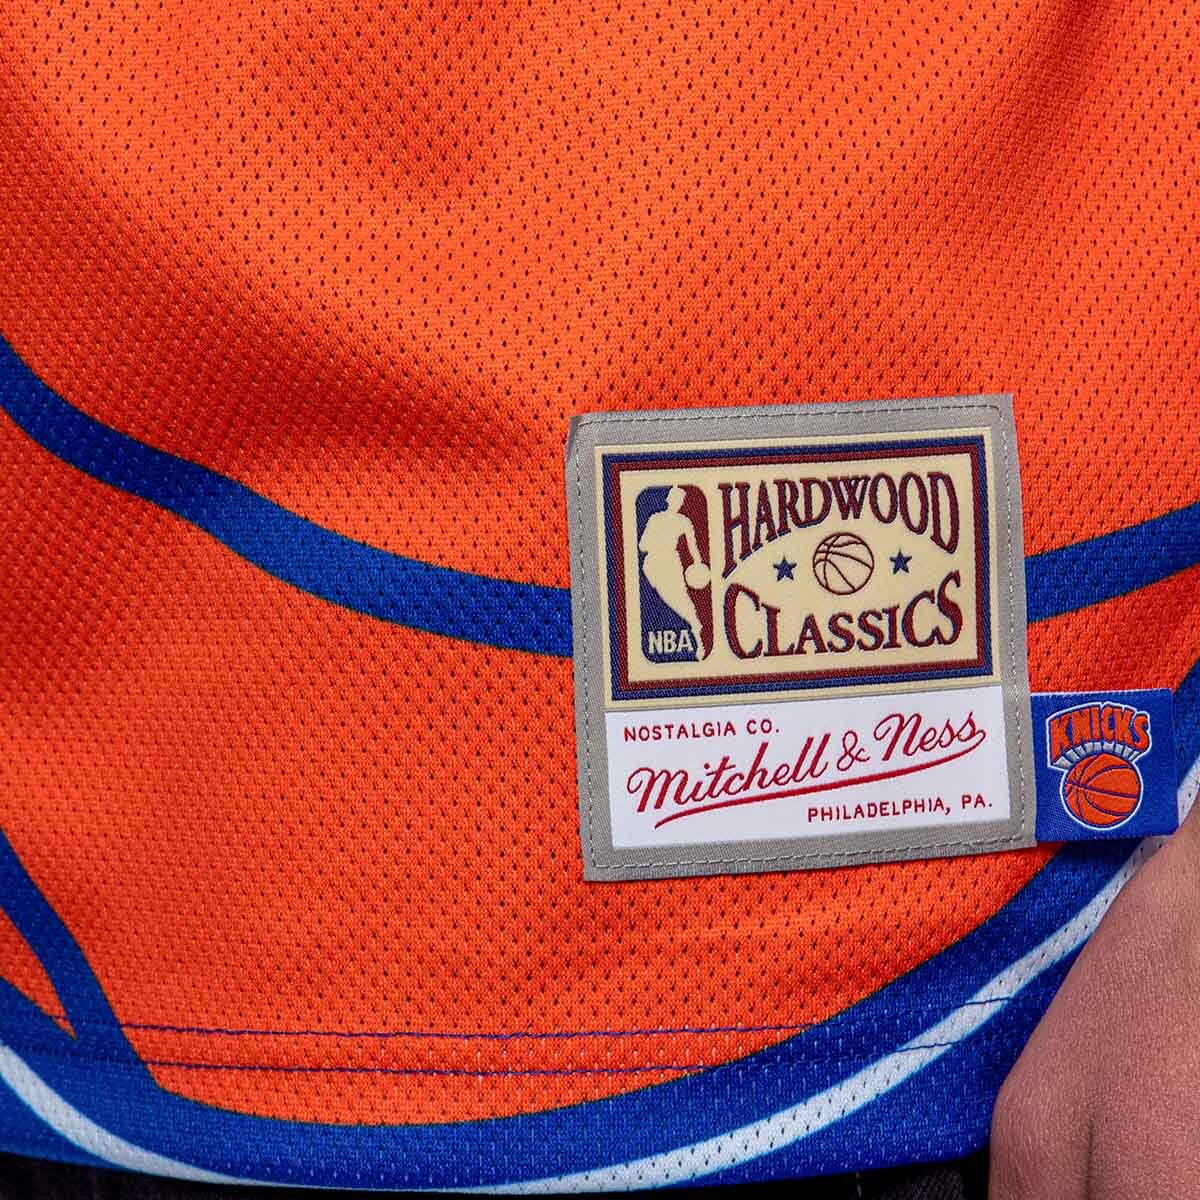 HARDWOOD
CLASSICS
NBA
NOSTALGIA CO.
Mitchell & Ness
PHILADELPHIA, PA.
KNICKS